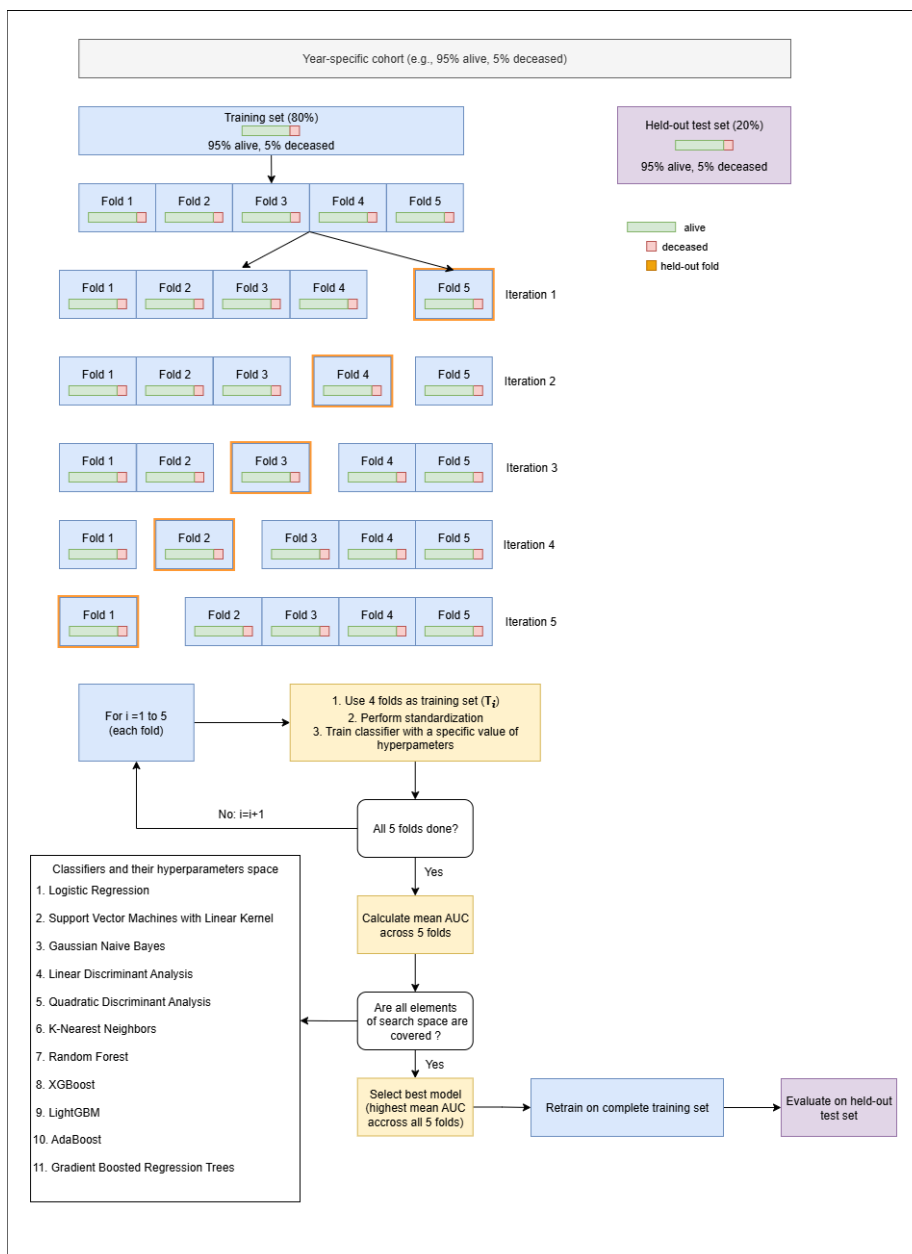 Year-specific cohort (e.g., 95% alive, 5% deceased)
Training set (80%)
95% alive, 5% deceased
Held-out test set (20%)
95% alive, 5% deceased
Fold 1
Fold 2
Fold 3
Fold 4
Fold 5
alive
deceased
held-out fold
Fold 1
Fold 2
Fold 3
Fold 4
Fold 5
Iteration 1
Fold 1
Fold 2
Fold 3
Fold 4
Fold 5
Iteration 2
Fold 1
Fold 2
Fold 3
Fold 4
Fold 5
Iteration 3
Fold 1
Fold 2
Fold 3
Fold 4
Fold 5
Iteration 4
Fold 1
Fold 2
Fold 3
Fold 4
Fold 5
Iteration 5
For i =1 to 5
(each fold)
1. Use 4 folds as training set (T_i)
2. Perform standardization
3. Train classifier with a specific value of
hyperpameters
No: i=i+1
All 5 folds done?
Yes
Calculate mean AUC
across 5 folds
Are all elements
of search space are
covered ?
Yes
Select best model
(highest mean AUC
accross all 5 folds)
Retrain on complete training set
Evaluate on held-out
test set
Classifiers and their hyperparameters space
1. Logistic Regression
2. Support Vector Machines with Linear Kernel
3. Gaussian Naive Bayes
4. Linear Discriminant Analysis
5. Quadratic Discriminant Analysis
6. K-Nearest Neighbors
7. Random Forest
8. XGBoost
9. LightGBM
10. AdaBoost
11. Gradient Boosted Regression Trees